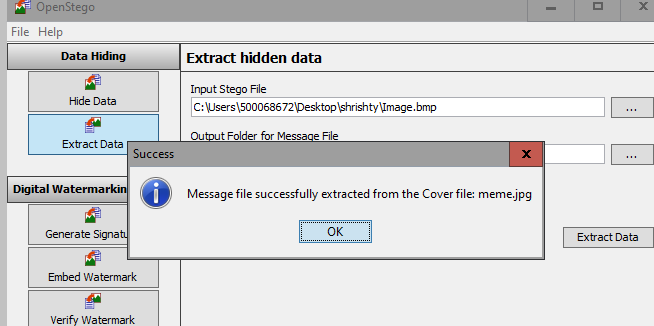 OpenStego
File Help
Data Hiding
Hide Data
Extract Data
Digital Watermarking
Generate Signatu
Embed Watermark
Verify Watermark
Extract hidden data
Input Stego File
C:\Users\500068672\Desktop\shrishty\Image.bmp
...
Output Folder for Message File
...
Success
X
Message file successfully extracted from the Cover file: meme.jpg
OK
Extract Data